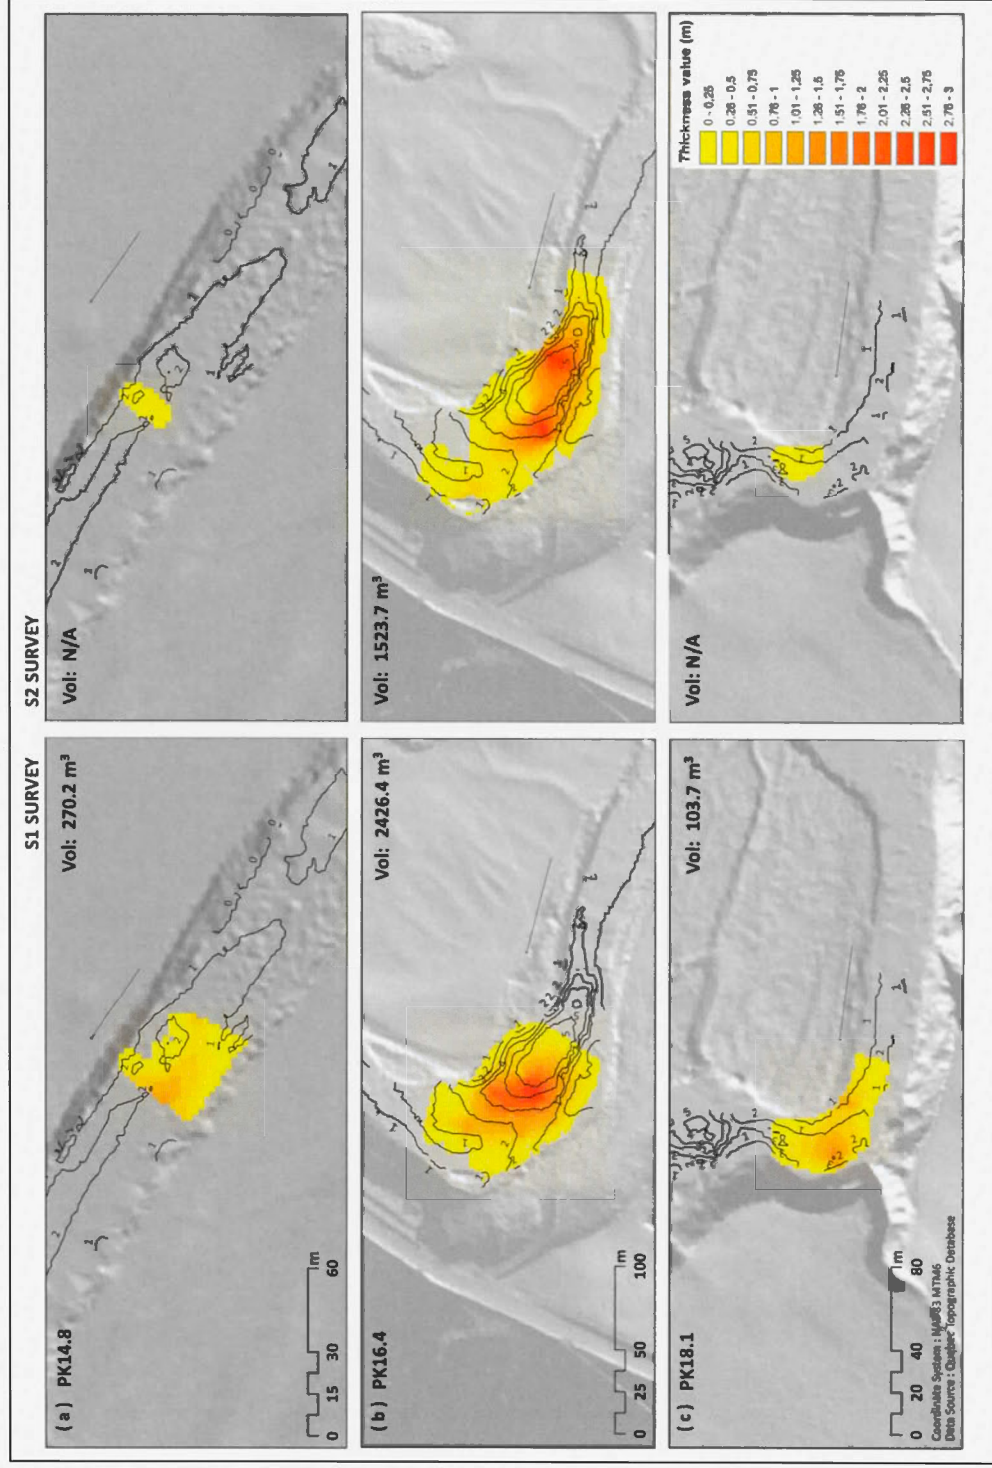 S1 SURVEY
S2 SURVEY
(a) PK14.8
Vol: 270.2 m³
0 15 30 60
m
Vol: N/A
(b) PK16.4
Vol: 2426.4 m³
0 25 50 100
m
Vol: 1523.7 m³
(c) PK18.1
Vol: 103.7 m³
0 20 40 80
m
Coordinate System : NAD83 MTM6
Data Source : Quebec Topographic Database
Vol: N/A
Thickness value (m)
0 - 0,25
0,26 - 0,5
0,51 - 0,75
0,76 - 1
1,01 - 1,25
1,26 - 1,5
1,51 - 1,75
1,76 - 2
2,01 - 2,25
2,26 - 2,5
2,51 - 2,75
2,76 - 3